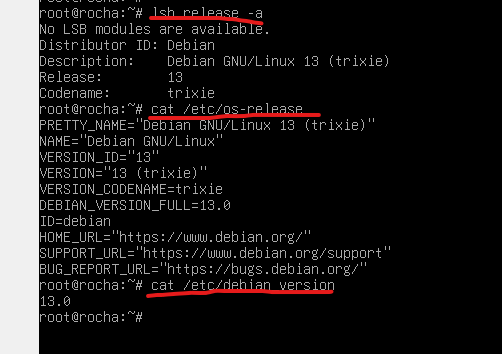 root@rocha:~# lsb_release -a
No LSB modules are available.
Distributor ID: Debian
Description:    Debian GNU/Linux 13 (trixie)
Release:        13
Codename:       trixie
root@rocha:~# cat /etc/os-release
PRETTY_NAME="Debian GNU/Linux 13 (trixie)"
NAME="Debian GNU/Linux"
VERSION_ID="13"
VERSION="13 (trixie)"
VERSION_CODENAME=trixie
DEBIAN_VERSION_FULL=13.0
ID=debian
HOME_URL="https://www.debian.org/"
SUPPORT_URL="https://www.debian.org/support"
BUG_REPORT_URL="https://bugs.debian.org/"
root@rocha:~# cat /etc/debian_version
13.0
root@rocha:~#